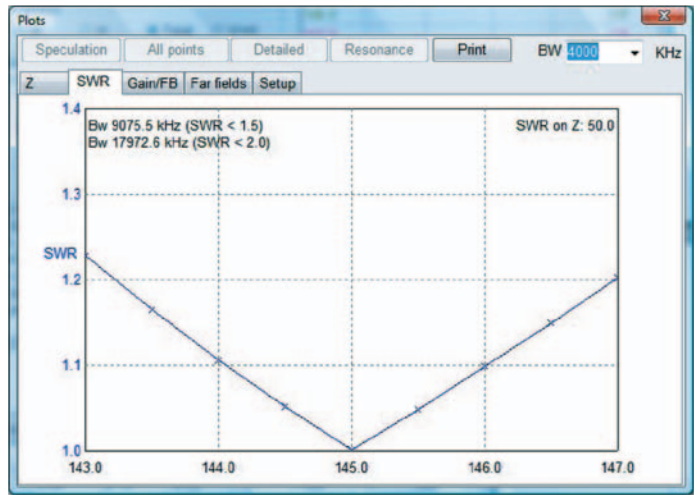 Plots
Speculation All points Detailed Resonance Print BW 4000 KHz
Z SWR Gain/FB Far fields Setup
1.4
Bw 9075.5 kHz (SWR < 1.5) SWR on Z: 50.0
Bw 17972.6 kHz (SWR < 2.0)
1.3
SWR
1.2
1.1
1.0
143.0 144.0 145.0 146.0 147.0